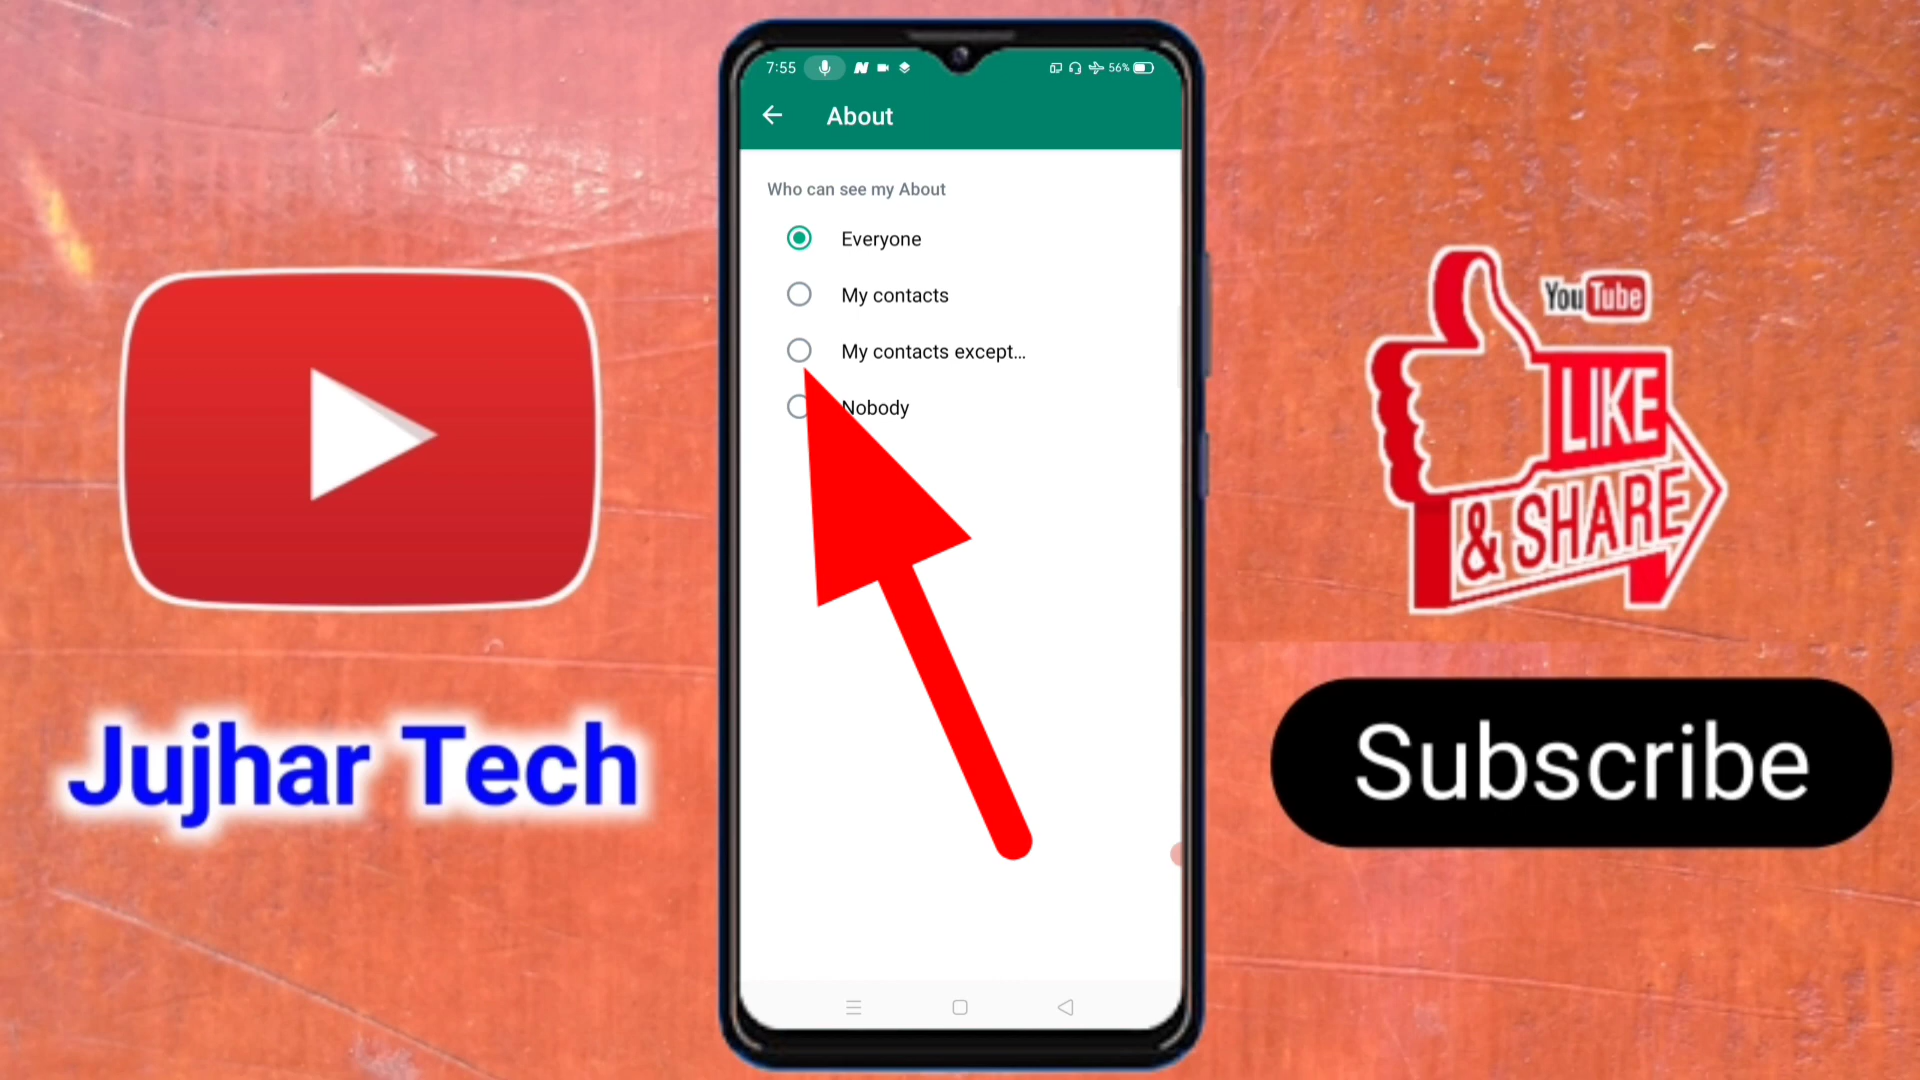 7:55
56%
About
Who can see my About
Everyone
My contacts
My contacts except...
Nobody
Jujhar Tech
YouTube
LIKE
& SHARE
Subscribe